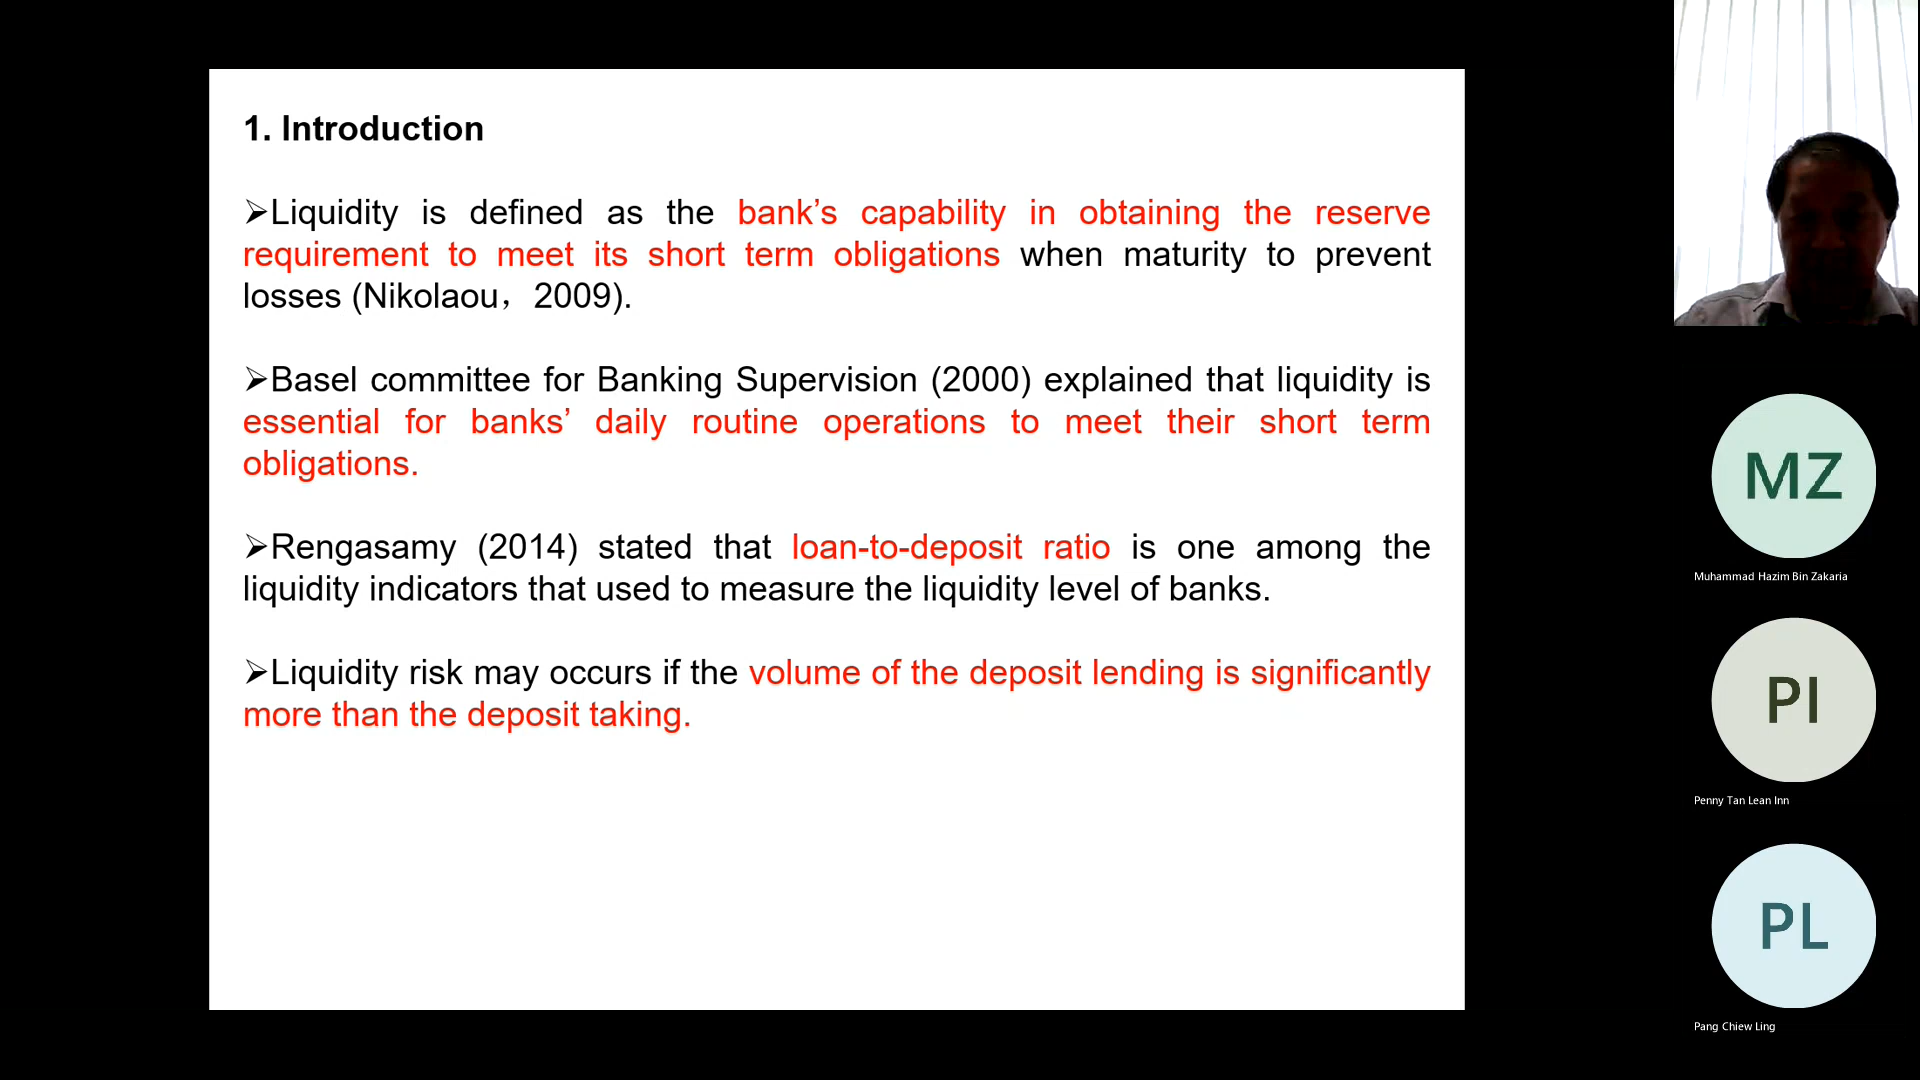 1. Introduction
➢Liquidity is defined as the bank’s capability in obtaining the reserve
requirement to meet its short term obligations when maturity to prevent
losses (Nikolaou，2009).
➢Basel committee for Banking Supervision (2000) explained that liquidity is
essential for banks’ daily routine operations to meet their short term
obligations.
➢Rengasamy (2014) stated that loan-to-deposit ratio is one among the
liquidity indicators that used to measure the liquidity level of banks.
➢Liquidity risk may occurs if the volume of the deposit lending is significantly
more than the deposit taking.
MZ
Muhammad Hazim Bin Zakaria
PI
Penny Tan Lean Inn
PL
Pang Chiew Ling